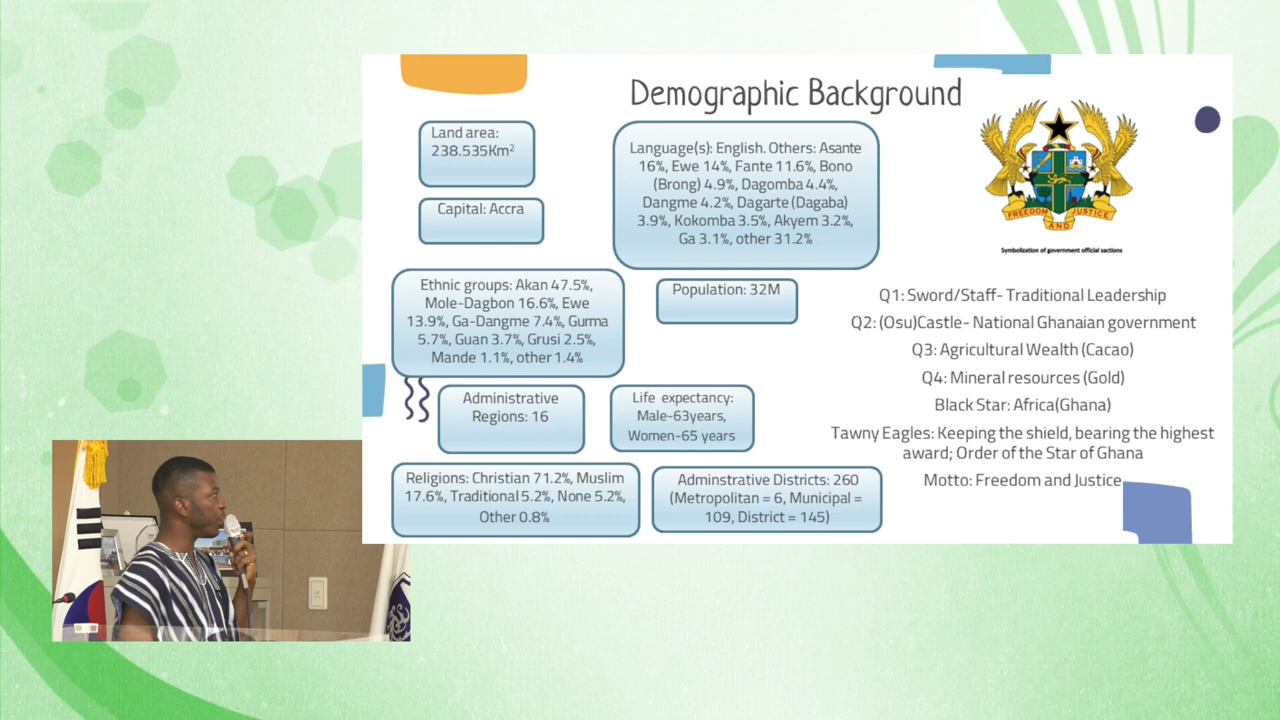 Demographic Background
Land area:
238.535Km²
Capital: Accra
Language(s): English. Others: Asante
16%, Ewe 14%, Fante 11.6%, Bono
(Brong) 4.9%, Dagomba 4.4%,
Dangme 4.2%, Dagarte (Dagaba)
3.9%, Kokomba 3.5%, Akyem 3.2%,
Ga 3.1%, other 31.2%
Ethnic groups: Akan 47.5%,
Mole-Dagbon 16.6%, Ewe
13.9%, Ga-Dangme 7.4%, Gurma
5.7%, Guan 3.7%, Grusi 2.5%,
Mande 1.1%, other 1.4%
Population: 32M
Administrative
Regions: 16
Life expectancy:
Male-63years,
Women-65 years
Religions: Christian 71.2%, Muslim
17.6%, Traditional 5.2%, None 5.2%,
Other 0.8%
Adminstrative Districts: 260
(Metropolitan = 6, Municipal =
109, District = 145)
FREEDOM AND JUSTICE
Symbolization of government official sactions
Q1: Sword/Staff- Traditional Leadership
Q2: (Osu)Castle- National Ghanaian government
Q3: Agricultural Wealth (Cacao)
Q4: Mineral resources (Gold)
Black Star: Africa(Ghana)
Tawny Eagles: Keeping the shield, bearing the highest
award; Order of the Star of Ghana
Motto: Freedom and Justice